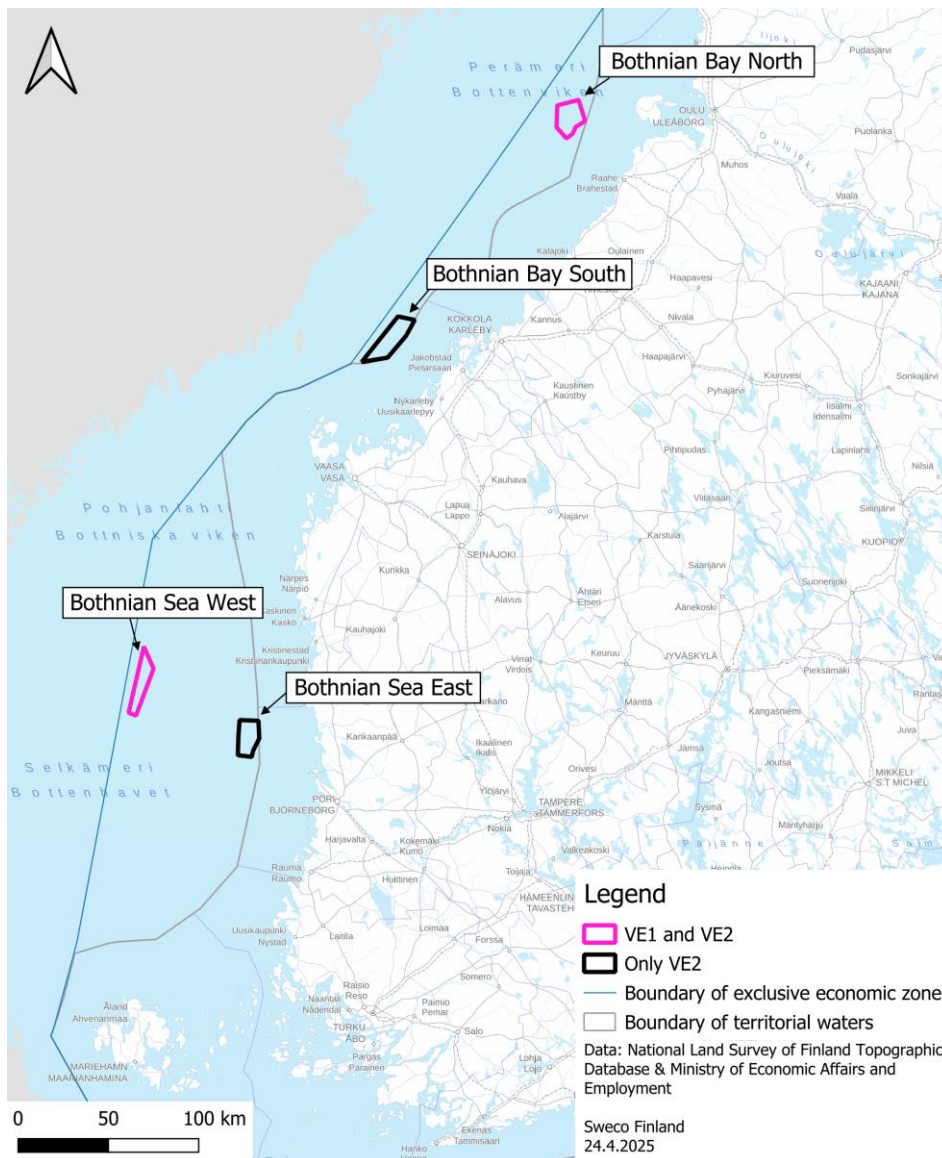 Iijoki
Pudasjärvi
Perämeri
Bottenviken
Bothnian Bay North
OULU
ULEÅBORG
Oulujoki
Puolanka
Muhos
Raahe
Brahestad
Vaala
Kalajoki
Oulainen
Oulujärvi
Bothnian Bay South
Haapavesi
KAJAANI
KAJANA
KOKKOLA
KARLEBY
Kannus
Nivala
Jakobstad
Pietarsaari
Haapajärvi
Kiuruvesi
Sonkajärvi
Pyhäjärvi
Nykarleby
Uusikaarlepyy
Kaustinen
Kaustby
Iisalmi
Idensalmi
Pihtipudas
Lapinlahti
VAASA
VASA
Nilsiä
Kauhava
Viitasaari
Pohjanlahti
Bottniska viken
Lapua
Lappo
Alajärvi
Siilinjärvi
Karstula
KUOPIO
SEINÄJOKI
Saarijärvi
Närpes
Närpiö
Kurikka
Alavus
Ähtäri
Etseri
Suonenjoki
Äänekoski
Bothnian Sea West
Kaskinen
Kaskö
Kauhajoki
Kristinestad
Kristiinankaupunki
Virrat
Virdois
Keuruu
JYVÄSKYLÄ
Pieksämäki
Bothnian Sea East
Mänttä
Kangasniemi
Juva
Kankaanpää
Ikaalinen
Ikalis
Jämsä
Joutsa
Selkämeri
Bottenhavet
Orivesi
MIKKELI
S:T MICHEL
PORI
BJÖRNEBORG
Ylöjärvi
TAMPERE
TAMMERFORS
Sysmä
Nokia
Mäntyharju
Harjavalta
Kokemäki
Kumo
Valkeakoski
Päijänne
Rauma
Raumo
Huittinen
Toijala
Uusikaupunki
Nystad
Laitila
Loimaa
Forssa
Somero
Åland
Ahvenanmaa
Naantali
Nådendal
Raisio
Reso
Paimio
Pemar
TURKU
ÅBO
Salo
MARIEHAMN
MAARIANHAMINA
Pargas
Parainen
Lohja
Lojo
Ekenäs
Tammisaari
Hanko
0 50 100 km
Legend
VE1 and VE2
Only VE2
Boundary of exclusive economic zone
Boundary of territorial waters
Data: National Land Survey of Finland Topographic
Database & Ministry of Economic Affairs and
Employment
Sweco Finland
24.4.2025